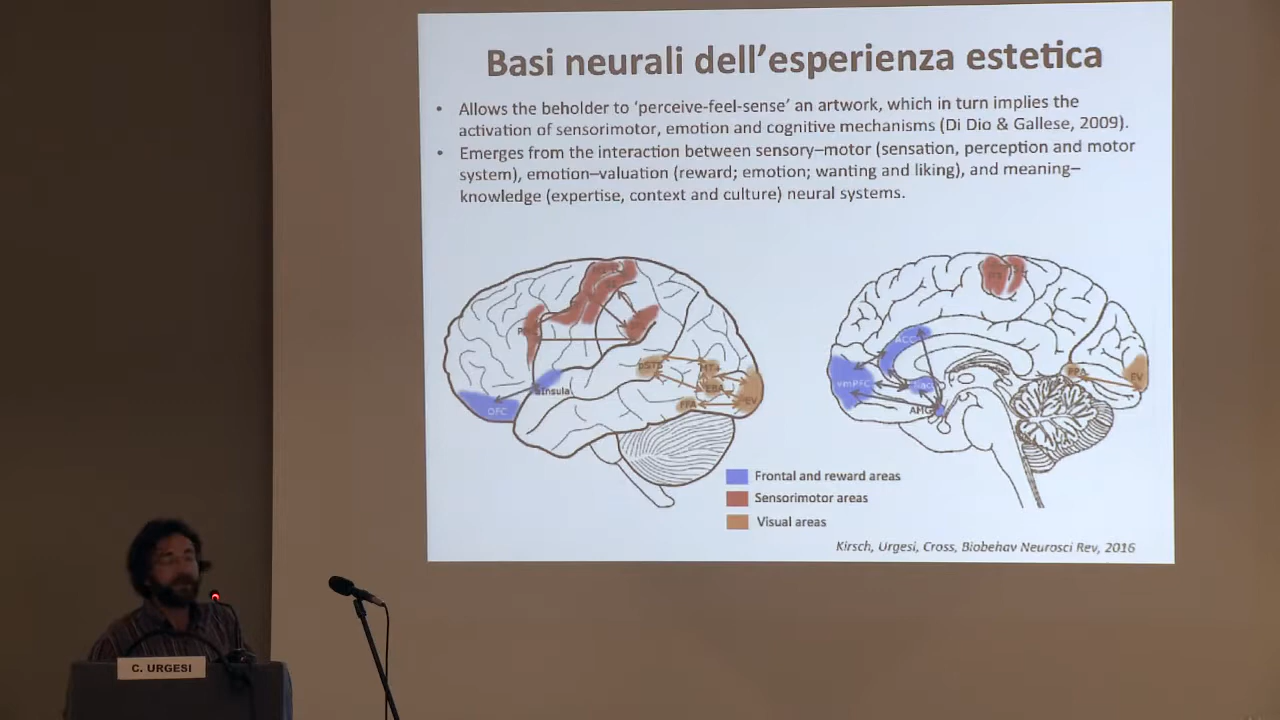 Basi neurali dell'esperienza estetica
• Allows the beholder to 'perceive-feel-sense' an artwork, which in turn implies the
activation of sensorimotor, emotion and cognitive mechanisms (Di Dio & Gallese, 2009).
• Emerges from the interaction between sensory–motor (sensation, perception and motor
system), emotion–valuation (reward; emotion; wanting and liking), and meaning–
knowledge (expertise, context and culture) neural systems.
OFC
Insula
FFA
EV
ACC
vmPFC
AMG
PPA
EV
Frontal and reward areas
Sensorimotor areas
Visual areas
Kirsch, Urgesi, Cross, Biobehav Neurosci Rev, 2016
C. URGESI